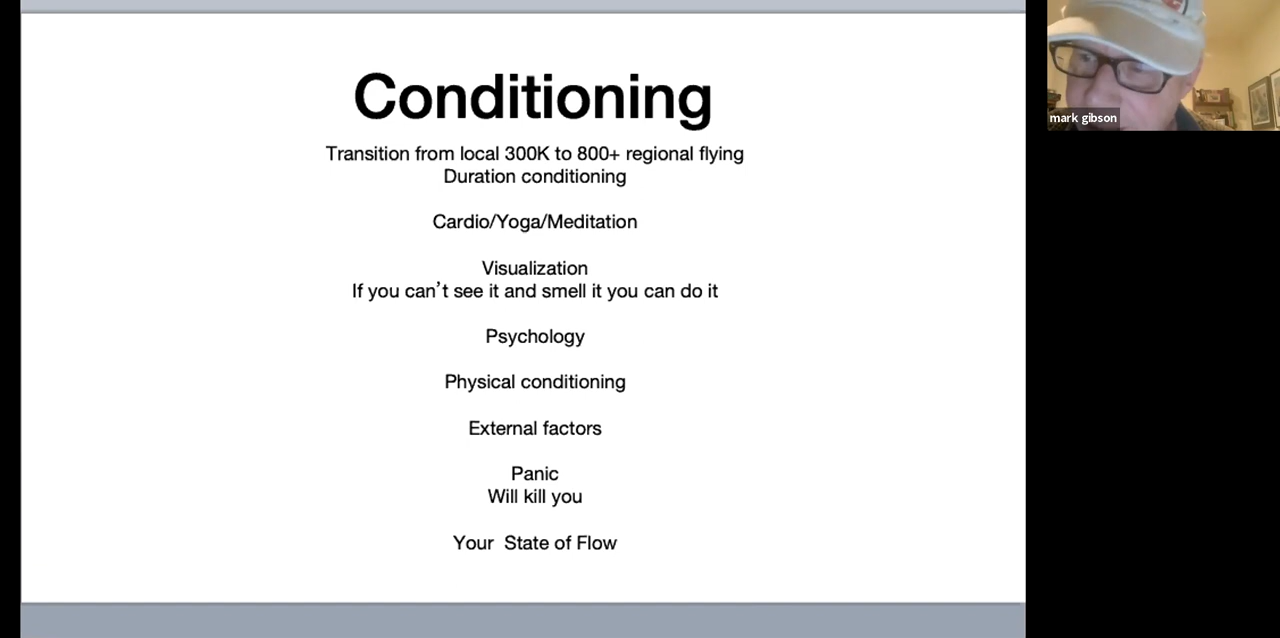 Conditioning
Transition from local 300K to 800+ regional flying
Duration conditioning
Cardio/Yoga/Meditation
Visualization
If you can't see it and smell it you can do it
Psychology
Physical conditioning
External factors
Panic
Will kill you
Your  State of Flow
mark gibson